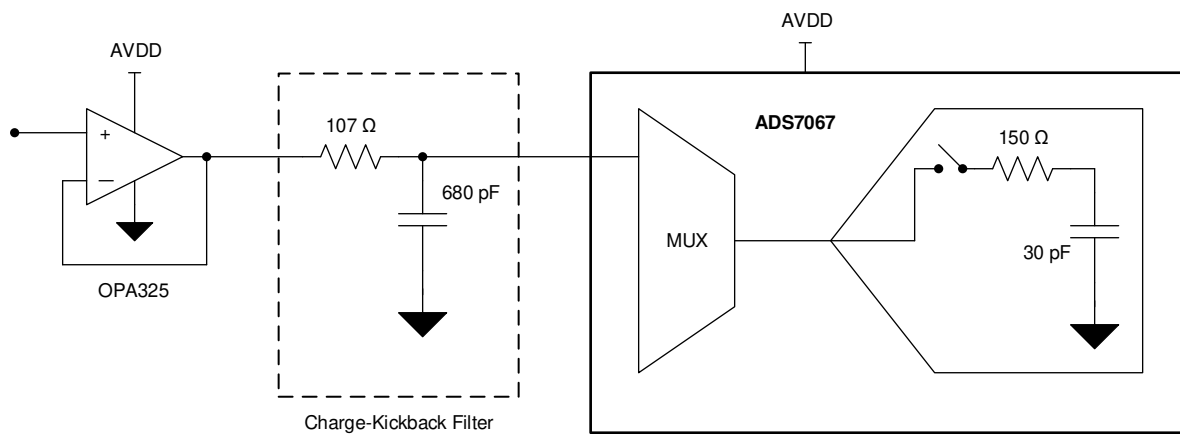 AVDD
AVDD
107 Ω
ADS7067
150 Ω
+
−
680 pF
MUX
30 pF
OPA325
Charge-Kickback Filter